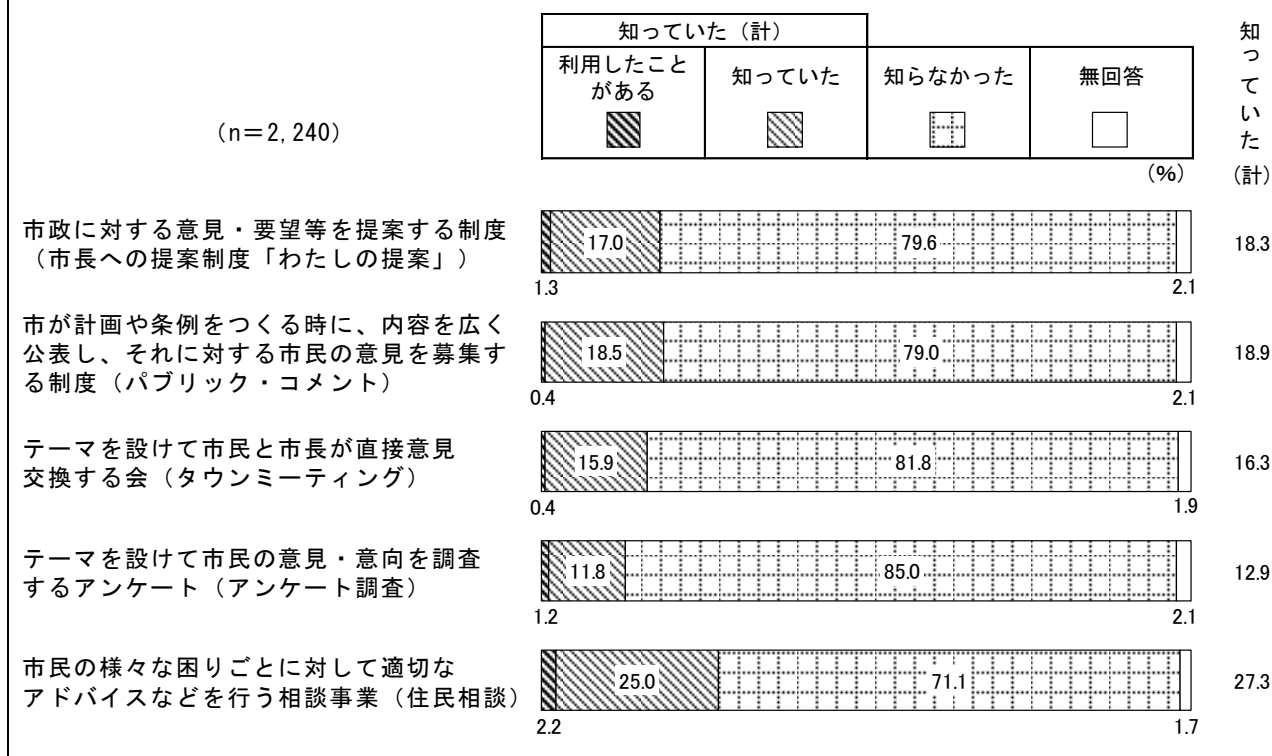 知っていた（計）
利用したこと
がある
知っていた
知らなかった
無回答
知っていた
(計)
（n＝2,240）
(%)
市政に対する意見・要望等を提案する制度
（市長への提案制度「わたしの提案」）
17.0
79.6
18.3
1.3
2.1
市が計画や条例をつくる時に、内容を広く
公表し、それに対する市民の意見を募集す
る制度（パブリック・コメント）
18.5
79.0
18.9
0.4
2.1
テーマを設けて市民と市長が直接意見
交換する会（タウンミーティング）
15.9
81.8
16.3
0.4
1.9
テーマを設けて市民の意見・意向を調査
するアンケート（アンケート調査）
11.8
85.0
12.9
1.2
2.1
市民の様々な困りごとに対して適切な
アドバイスなどを行う相談事業（住民相談）
25.0
71.1
27.3
2.2
1.7